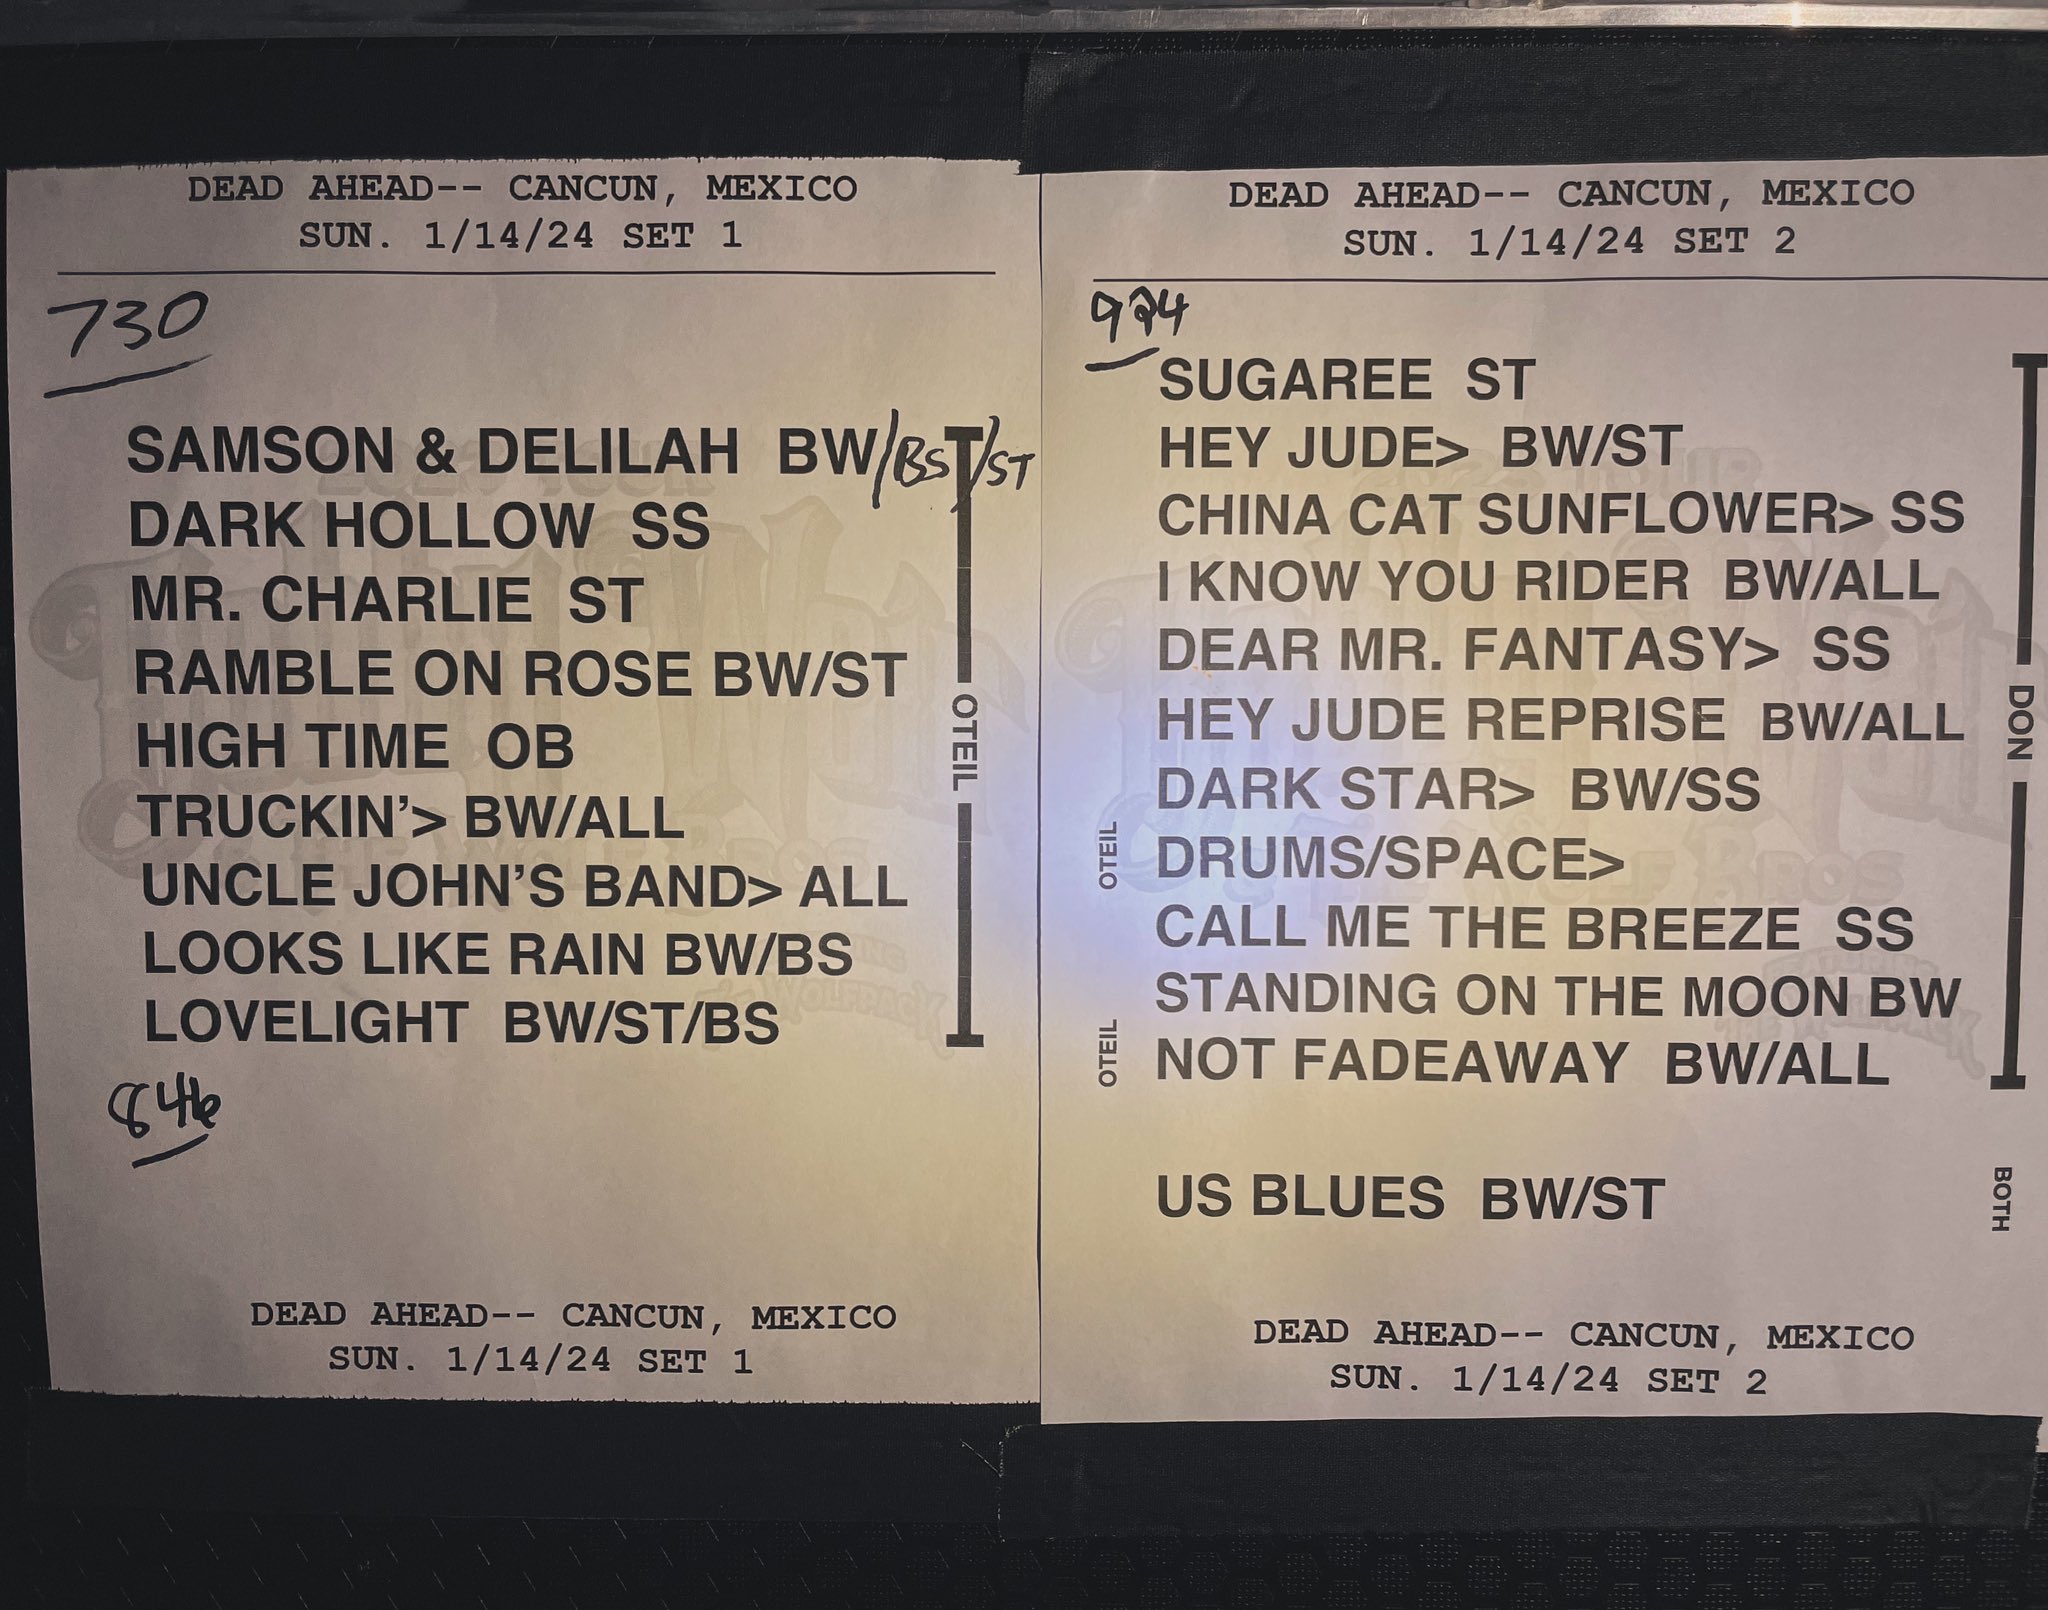 DEAD AHEAD-- CANCUN, MEXICO
SUN. 1/14/24 SET 1
730
SAMSON & DELILAH BW/BS/ST
DARK HOLLOW SS
MR. CHARLIE ST
RAMBLE ON ROSE BW/ST
HIGH TIME OB
TRUCKIN'> BW/ALL
UNCLE JOHN'S BAND> ALL
LOOKS LIKE RAIN BW/BS
LOVELIGHT BW/ST/BS
OTEIL
846
DEAD AHEAD-- CANCUN, MEXICO
SUN. 1/14/24 SET 1
DEAD AHEAD-- CANCUN, MEXICO
SUN. 1/14/24 SET 2
924
SUGAREE ST
HEY JUDE> BW/ST
CHINA CAT SUNFLOWER> SS
I KNOW YOU RIDER BW/ALL
DEAR MR. FANTASY> SS
HEY JUDE REPRISE BW/ALL
DARK STAR> BW/SS
OTEIL
DRUMS/SPACE>
CALL ME THE BREEZE SS
STANDING ON THE MOON BW
OTEIL
NOT FADEAWAY BW/ALL
DON
US BLUES BW/ST
BOTH
DEAD AHEAD-- CANCUN, MEXICO
SUN. 1/14/24 SET 2